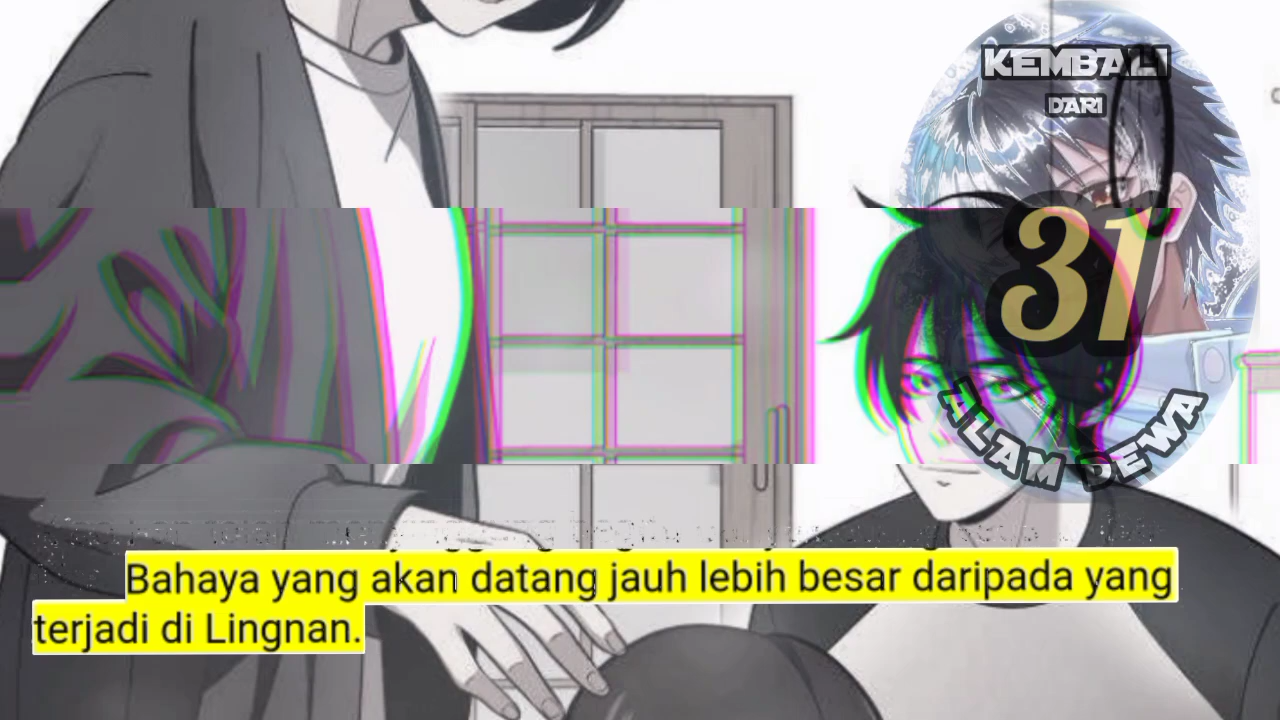 KEMBALI
DARI
31
ALAM DEWA
Bahaya yang akan datang jauh lebih besar daripada yang
terjadi di Lingnan.